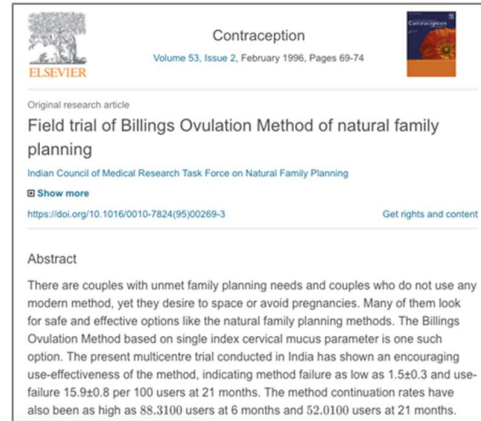 Contraception
Volume 53, Issue 2, February 1996, Pages 69-74
ELSEVIER
Original research article
Field trial of Billings Ovulation Method of natural family
planning
Indian Council of Medical Research Task Force on Natural Family Planning
Show more
https://doi.org/10.1016/0010-7824(95)00269-3 Get rights and content
Abstract
There are couples with unmet family planning needs and couples who do not use any
modern method, yet they desire to space or avoid pregnancies. Many of them look
for safe and effective options like the natural family planning methods. The Billings
Ovulation Method based on single index cervical mucus parameter is one such
option. The present multicentre trial conducted in India has shown an encouraging
use-effectiveness of the method, indicating method failure as low as 1.5±0.3 and use-
failure 15.9±0.8 per 100 users at 21 months. The method continuation rates have
also been as high as 88.3100 users at 6 months and 52.0100 users at 21 months.